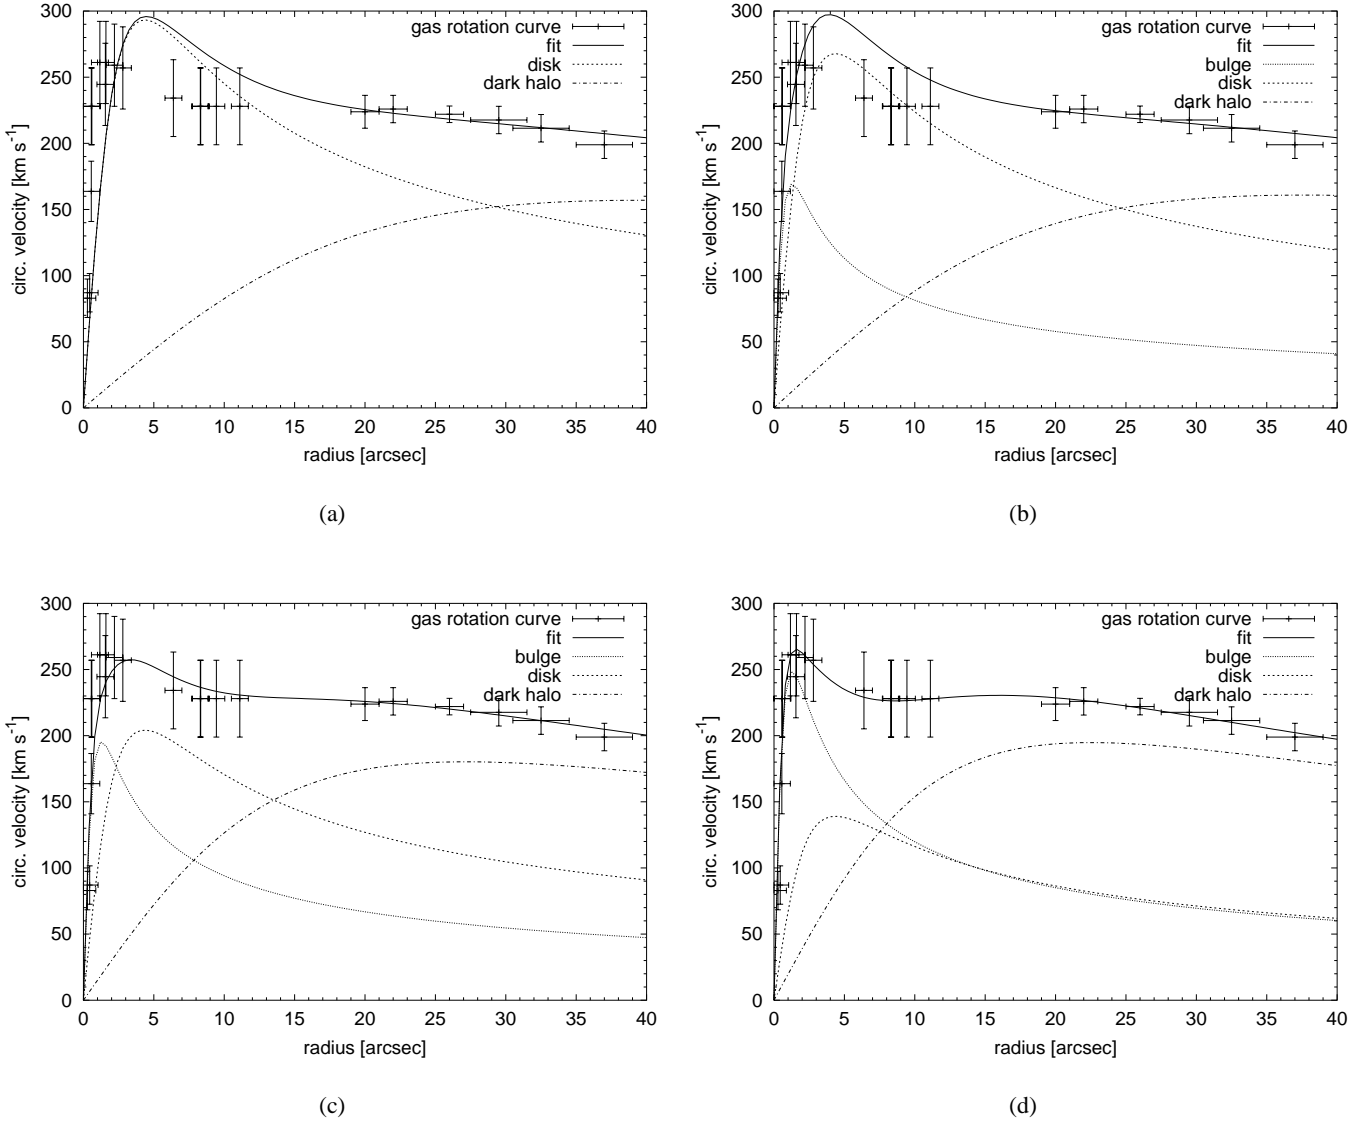 300
250
200
150
100
50
0
circ. velocity [km s-1]
gas rotation curve
fit
disk
dark halo
0 5 10 15 20 25 30 35 40
radius [arcsec]
(a)
300
250
200
150
100
50
0
circ. velocity [km s-1]
gas rotation curve
fit
bulge
disk
dark halo
0 5 10 15 20 25 30 35 40
radius [arcsec]
(b)
300
250
200
150
100
50
0
circ. velocity [km s-1]
gas rotation curve
fit
bulge
disk
dark halo
0 5 10 15 20 25 30 35 40
radius [arcsec]
(c)
300
250
200
150
100
50
0
circ. velocity [km s-1]
gas rotation curve
fit
bulge
disk
dark halo
0 5 10 15 20 25 30 35 40
radius [arcsec]
(d)